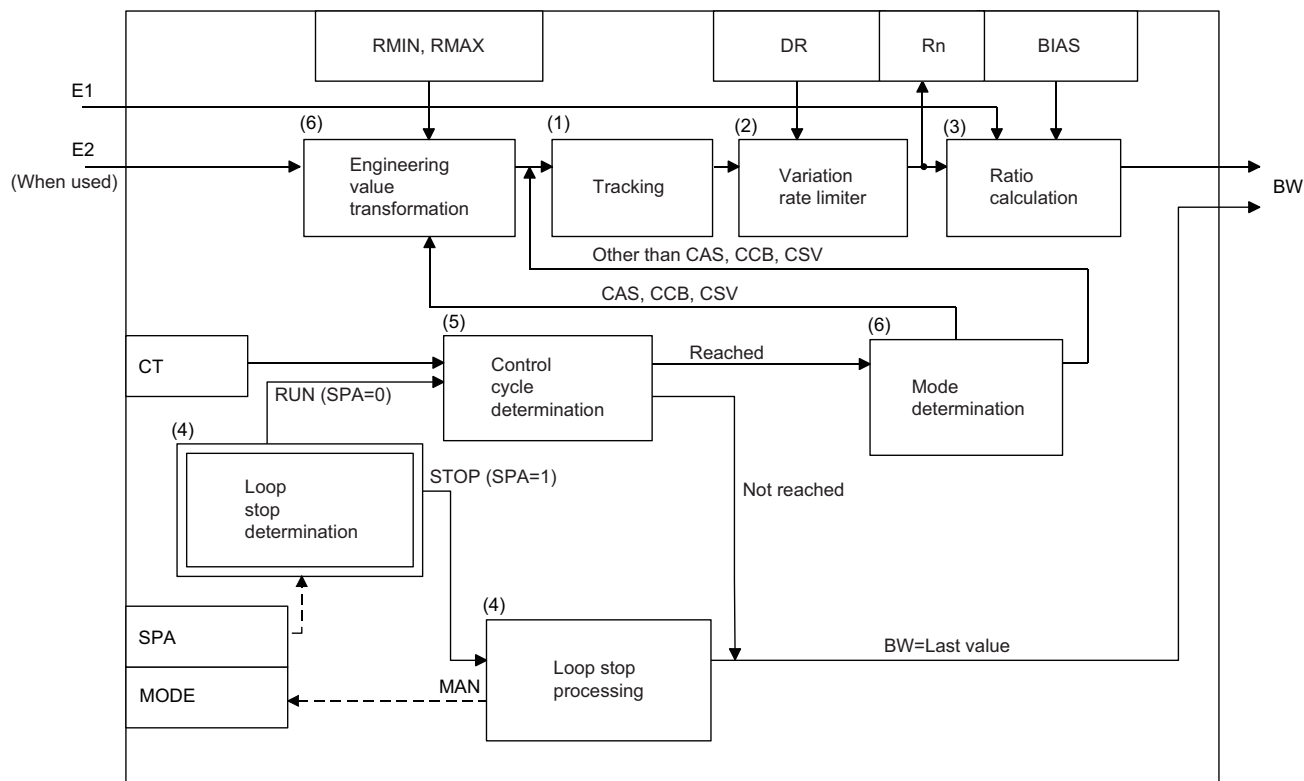 RMIN, RMAX
DR
Rn
BIAS
E1
E2
(When used)
(6)
Engineering
value
transformation
(1)
Tracking
(2)
Variation
rate limiter
(3)
Ratio
calculation
BW
Other than CAS, CCB, CSV
CAS, CCB, CSV
CT
(5)
Control
cycle
determination
Reached
(6)
Mode
determination
RUN (SPA=0)
(4)
Loop
stop
determination
STOP (SPA=1)
Not reached
SPA
MODE
MAN
(4)
Loop stop
processing
BW=Last value